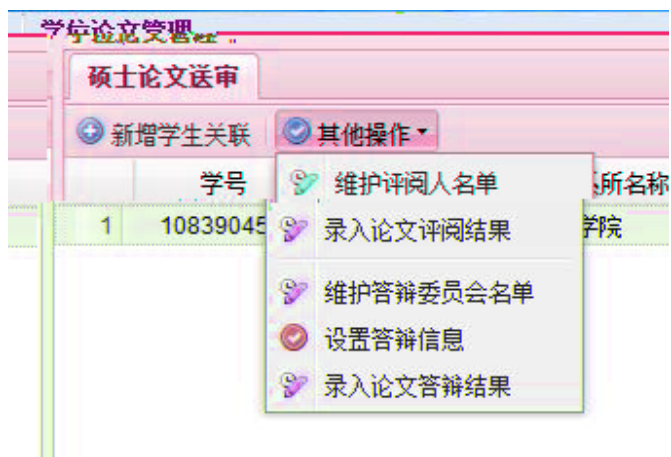 学位论文管理
硕士论文送审
新增学生关联 其他操作
学号 所名称
维护评阅人名单
1 10839045 学院
录入论文评阅结果
维护答辩委员会名单
设置答辩信息
录入论文答辩结果